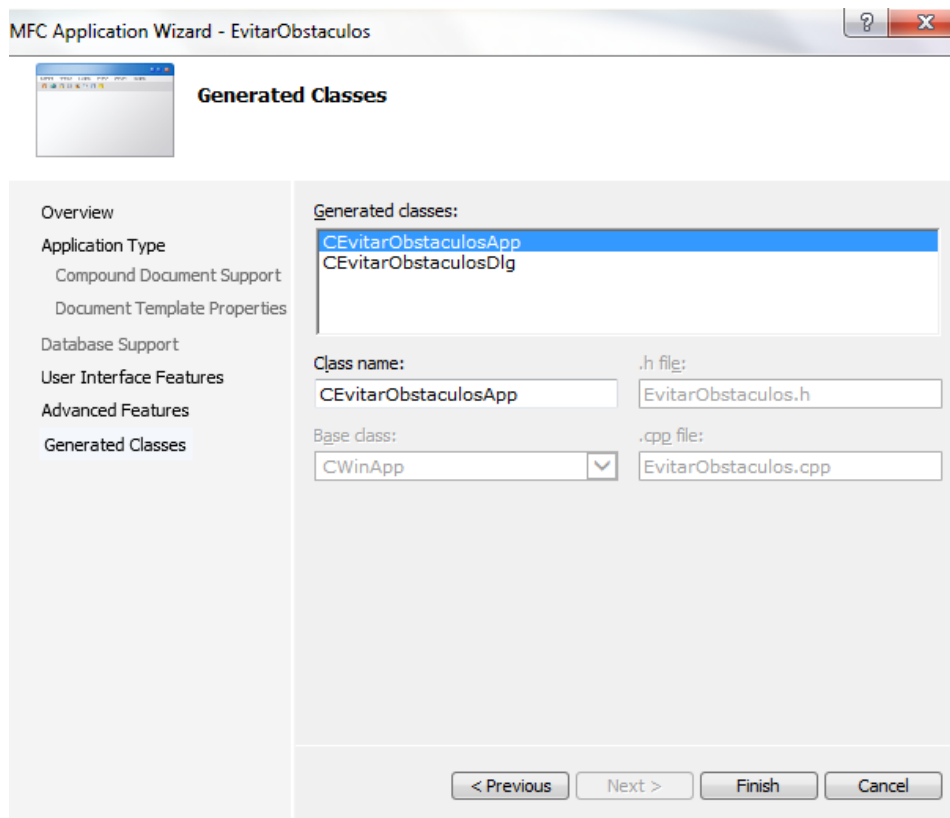 MFC Application Wizard - EvitarObstaculos
Generated Classes
Overview
Application Type
Compound Document Support
Document Template Properties
Database Support
User Interface Features
Advanced Features
Generated Classes
Generated classes:
CEvitarObstaculosApp
CEvitarObstaculosDlg
Class name:
.h file:
CEvitarObstaculosApp
EvitarObstaculos.h
Base class:
.cpp file:
CWinApp
EvitarObstaculos.cpp
< Previous
Next >
Finish
Cancel